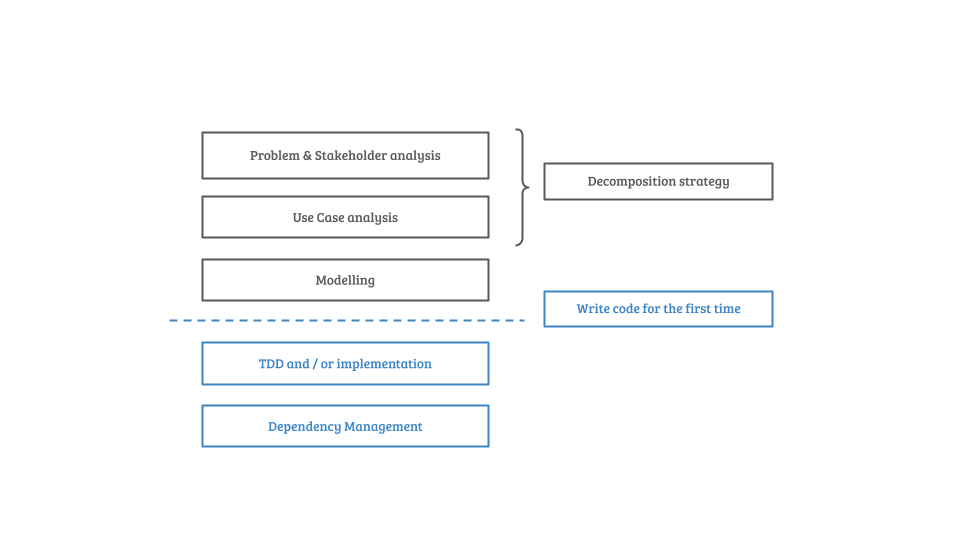 Problem & Stakeholder analysis
Decomposition strategy
Use Case analysis
Modelling
Write code for the first time
TDD and / or implementation
Dependency Management